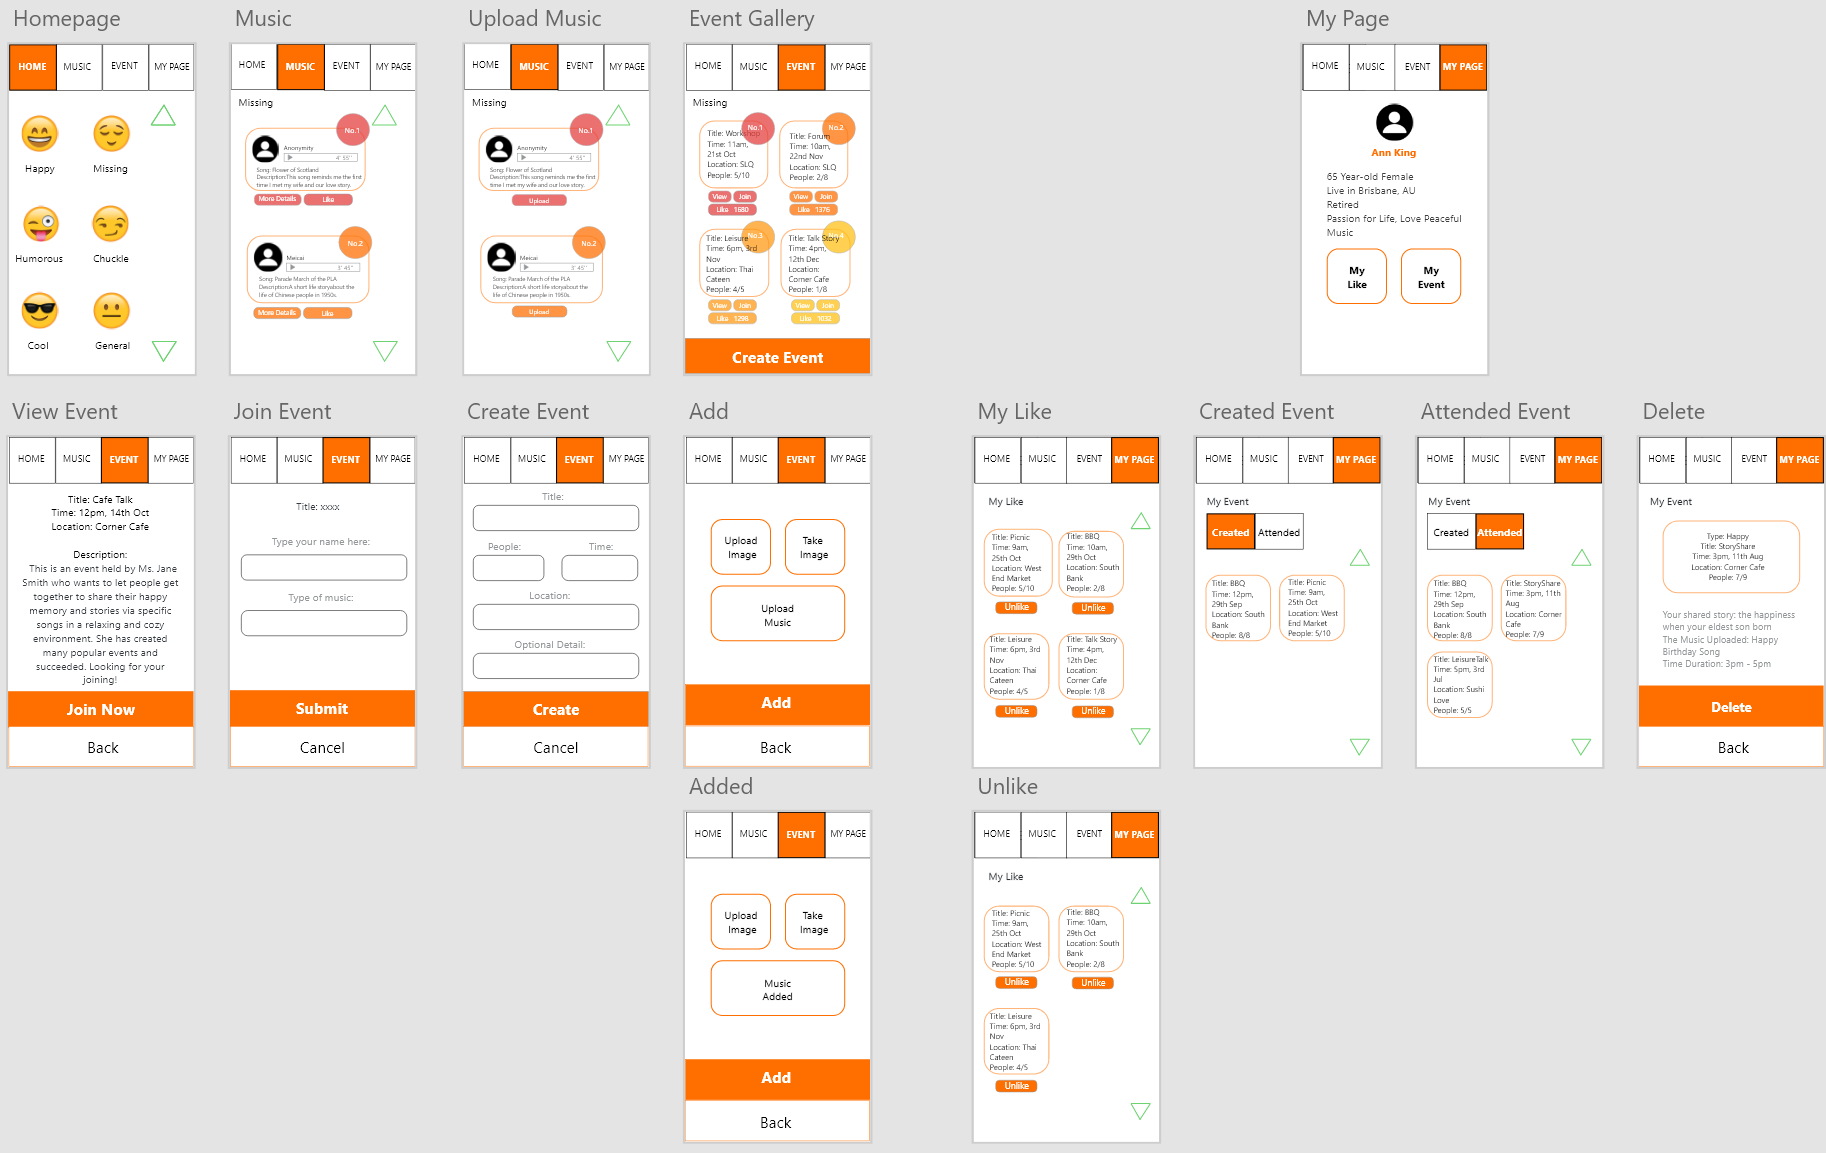 Homepage
HOME MUSIC EVENT MY PAGE
Happy Missing
Humorous Chuckle
Cool General
Music
HOME MUSIC EVENT MY PAGE
Missing
No.1
Anonymity
4' 55''
Song: Flower of Scotland
Description:This song reminds me the first
time I met my wife and our love story.
More Details Like
No.2
Meicai
3' 45''
Song: Parade March of the PLA
Description:A short life storyabout the
life of Chinese people in 1950s.
More Details Like
Upload Music
HOME MUSIC EVENT MY PAGE
Missing
No.1
Anonymity
4' 55''
Song: Flower of Scotland
Description:This song reminds me the first
time I met my wife and our love story.
Upload
No.2
Meicai
3' 45''
Song: Parade March of the PLA
Description:A short life storyabout the
life of Chinese people in 1950s.
Upload
Event Gallery
HOME MUSIC EVENT MY PAGE
Missing
No.1
Title: Workshop
Time: 11am,
21st Oct
Location: SLQ
People: 5/10
View Join
Like 1680
No.2
Title: Forum
Time: 10am,
22nd Nov
Location: SLQ
People: 2/8
View Join
Like 1376
No.3
Title: Leisure
Time: 6pm, 3rd
Nov
Location: Thai
Cateen
People: 4/5
View Join
Like 1296
No.4
Title: Talk Story
Time: 4pm,
12th Dec
Location:
Corner Cafe
People: 1/8
View Join
Like 1032
Create Event
My Page
HOME MUSIC EVENT MY PAGE
Ann King
65 Year-old Female
Live in Brisbane, AU
Retired
Passion for Life, Love Peaceful
Music
My
Like
My
Event
View Event
HOME MUSIC EVENT MY PAGE
Title: Cafe Talk
Time: 12pm, 14th Oct
Location: Corner Cafe
Description:
This is an event held by Ms. Jane
Smith who wants to let people get
together to share their happy
memory and stories via specific
songs in a relaxing and cozy
environment. She has created
many popular events and
succeeded. Looking for your
joining!
Join Now
Back
Join Event
HOME MUSIC EVENT MY PAGE
Title: xxxx
Type your name here:
Type of music:
Submit
Cancel
Create Event
HOME MUSIC EVENT MY PAGE
Title:
People: Time:
Location:
Optional Detail:
Create
Cancel
Add
HOME MUSIC EVENT MY PAGE
Upload
Image
Take
Image
Upload
Music
Add
Back
My Like
HOME MUSIC EVENT MY PAGE
My Like
Title: Picnic
Time: 9am,
25th Oct
Location: West
End Market
People: 5/10
Unlike
Title: BBQ
Time: 10am,
29th Oct
Location: South
Bank
People: 2/8
Unlike
Title: Leisure
Time: 6pm, 3rd
Nov
Location: Thai
Cateen
People: 4/5
Unlike
Title: Talk Story
Time: 4pm,
12th Dec
Location:
Corner Cafe
People: 1/8
Unlike
Created Event
HOME MUSIC EVENT MY PAGE
My Event
Created Attended
Title: BBQ
Time: 12pm,
29th Sep
Location: South
Bank
People: 8/8
Title: Picnic
Time: 9am,
25th Oct
Location: West
End Market
People: 5/10
Attended Event
HOME MUSIC EVENT MY PAGE
My Event
Created Attended
Title: BBQ
Time: 12pm,
29th Sep
Location: South
Bank
People: 8/8
Title: StoryShare
Time: 3pm, 11th
Aug
Location: Corner
Cafe
People: 7/9
Title: LeisureTalk
Time: 5pm, 3rd
Jul
Location: Sushi
Love
People: 5/5
Delete
HOME MUSIC EVENT MY PAGE
My Event
Type: Happy
Title: StoryShare
Time: 3pm, 11th Aug
Location: Corner Cafe
People: 7/9
Your shared story: the happiness
when your eldest son born
The Music Uploaded: Happy
Birthday Song
Time Duration: 3pm - 5pm
Delete
Back
Added
HOME MUSIC EVENT MY PAGE
Upload
Image
Take
Image
Music
Added
Add
Back
Unlike
HOME MUSIC EVENT MY PAGE
My Like
Title: Picnic
Time: 9am,
25th Oct
Location: West
End Market
People: 5/10
Unlike
Title: BBQ
Time: 10am,
29th Oct
Location: South
Bank
People: 2/8
Unlike
Title: Leisure
Time: 6pm, 3rd
Nov
Location: Thai
Cateen
People: 4/5
Unlike